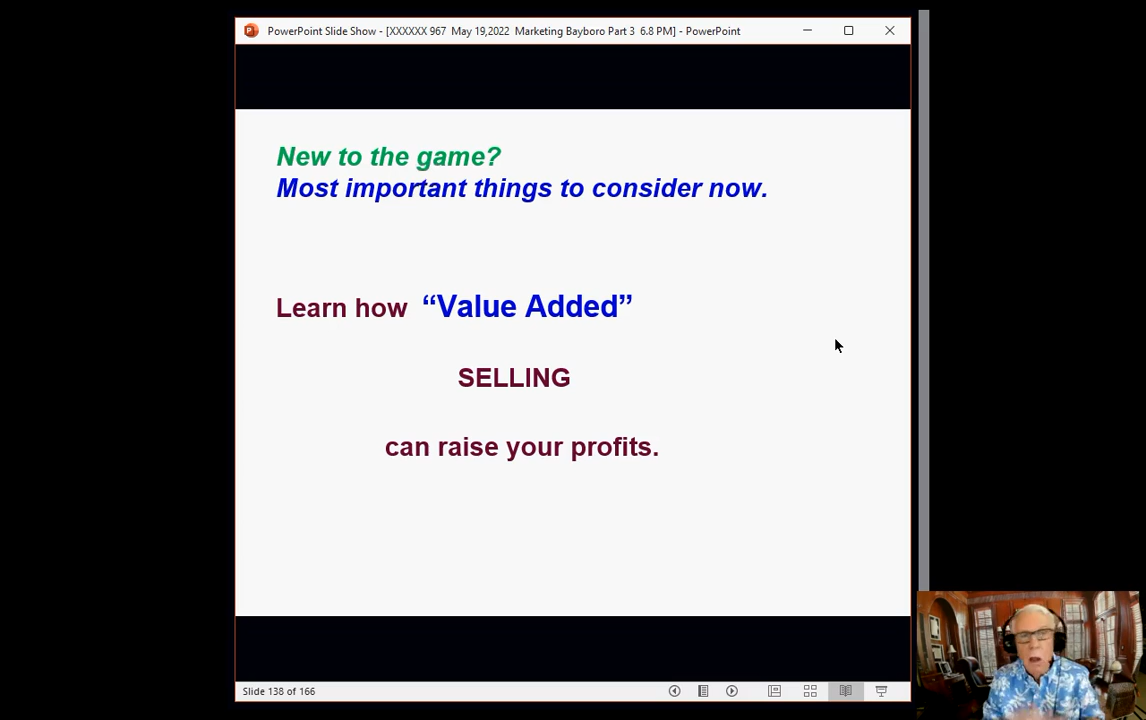 PowerPoint Slide Show - [XXXXXX 967 May 19,2022 Marketing Bayboro Part 3 6.8 PM] - PowerPoint
New to the game?
Most important things to consider now.
Learn how “Value Added”
SELLING
can raise your profits.
Slide 138 of 166